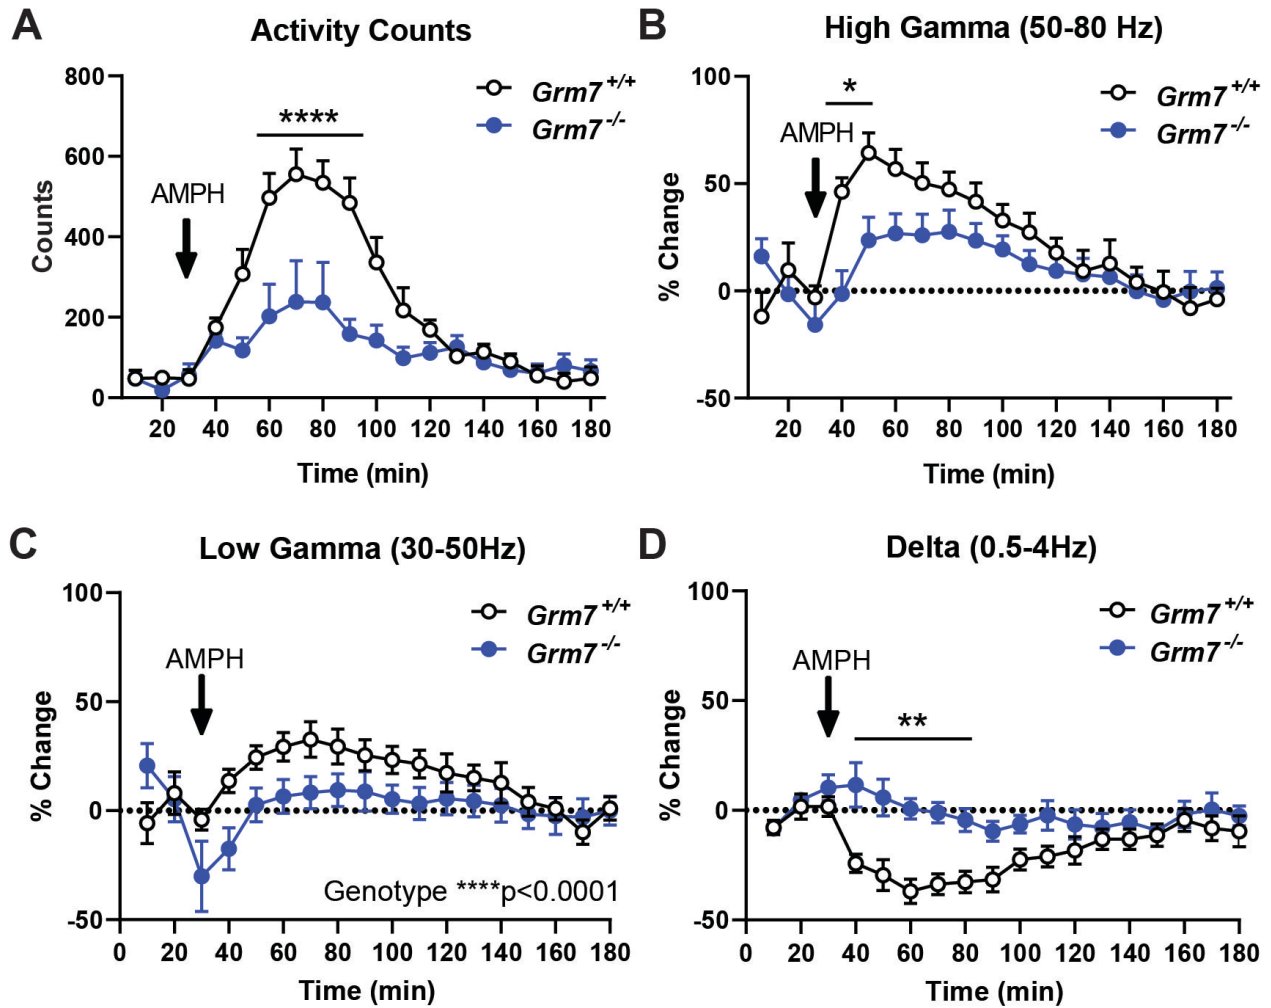 A
Activity Counts
800
600
400
200
0
Counts
AMPH
****
Grm7 +/+
Grm7 -/-
20 40 60 80 100 120 140 160 180
Time (min)
B
High Gamma (50-80 Hz)
100
50
0
-50
% Change
AMPH
*
Grm7 +/+
Grm7 -/-
20 40 60 80 100 120 140 160 180
Time (min)
C
Low Gamma (30-50Hz)
100
50
0
-50
% Change
AMPH
Grm7 +/+
Grm7 -/-
Genotype ****p<0.0001
0 20 40 60 80 100 120 140 160 180
Time (min)
D
Delta (0.5-4Hz)
100
50
0
-50
% Change
AMPH
**
Grm7 +/+
Grm7 -/-
0 20 40 60 80 100 120 140 160 180
Time (min)